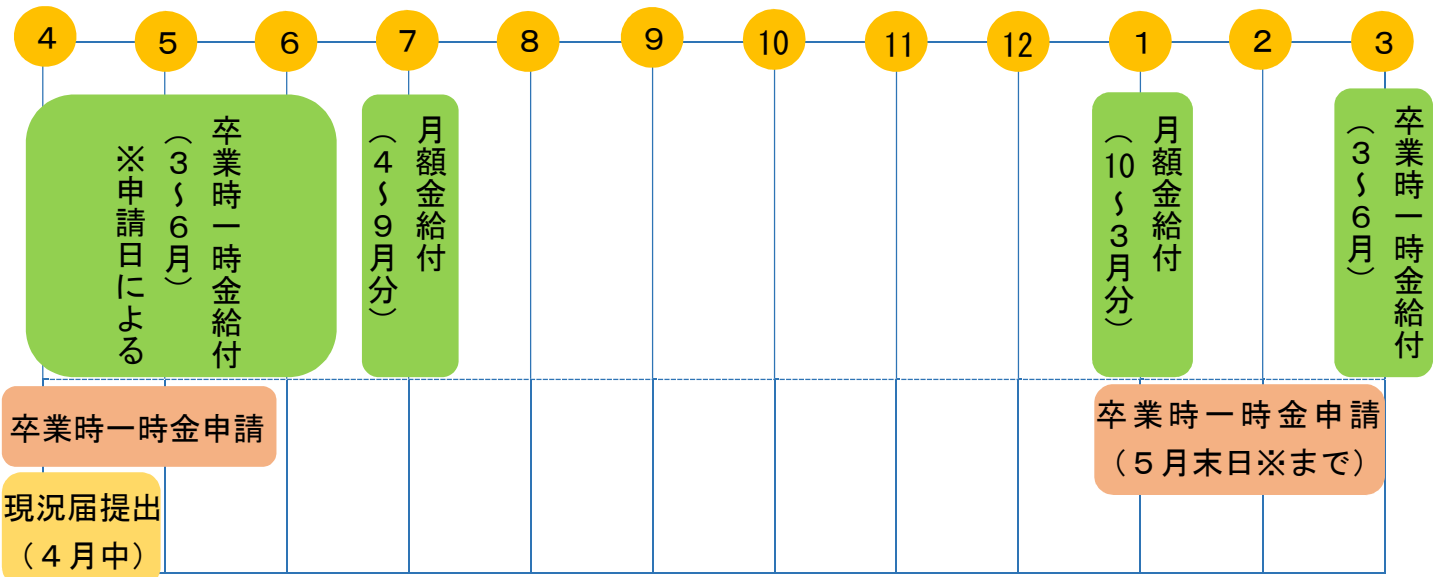 ４ ５ ６ ７ ８ ９ 10 11 12 １ ２ ３
卒業時一時金給付
（３～６月）
※申請日による
月額金給付
（４～９月分）
月額金給付
（10～３月分）
卒業時一時金給付
（３～６月）
卒業時一時金申請
卒業時一時金申請
（５月末日※まで）
現況届提出
（４月中）